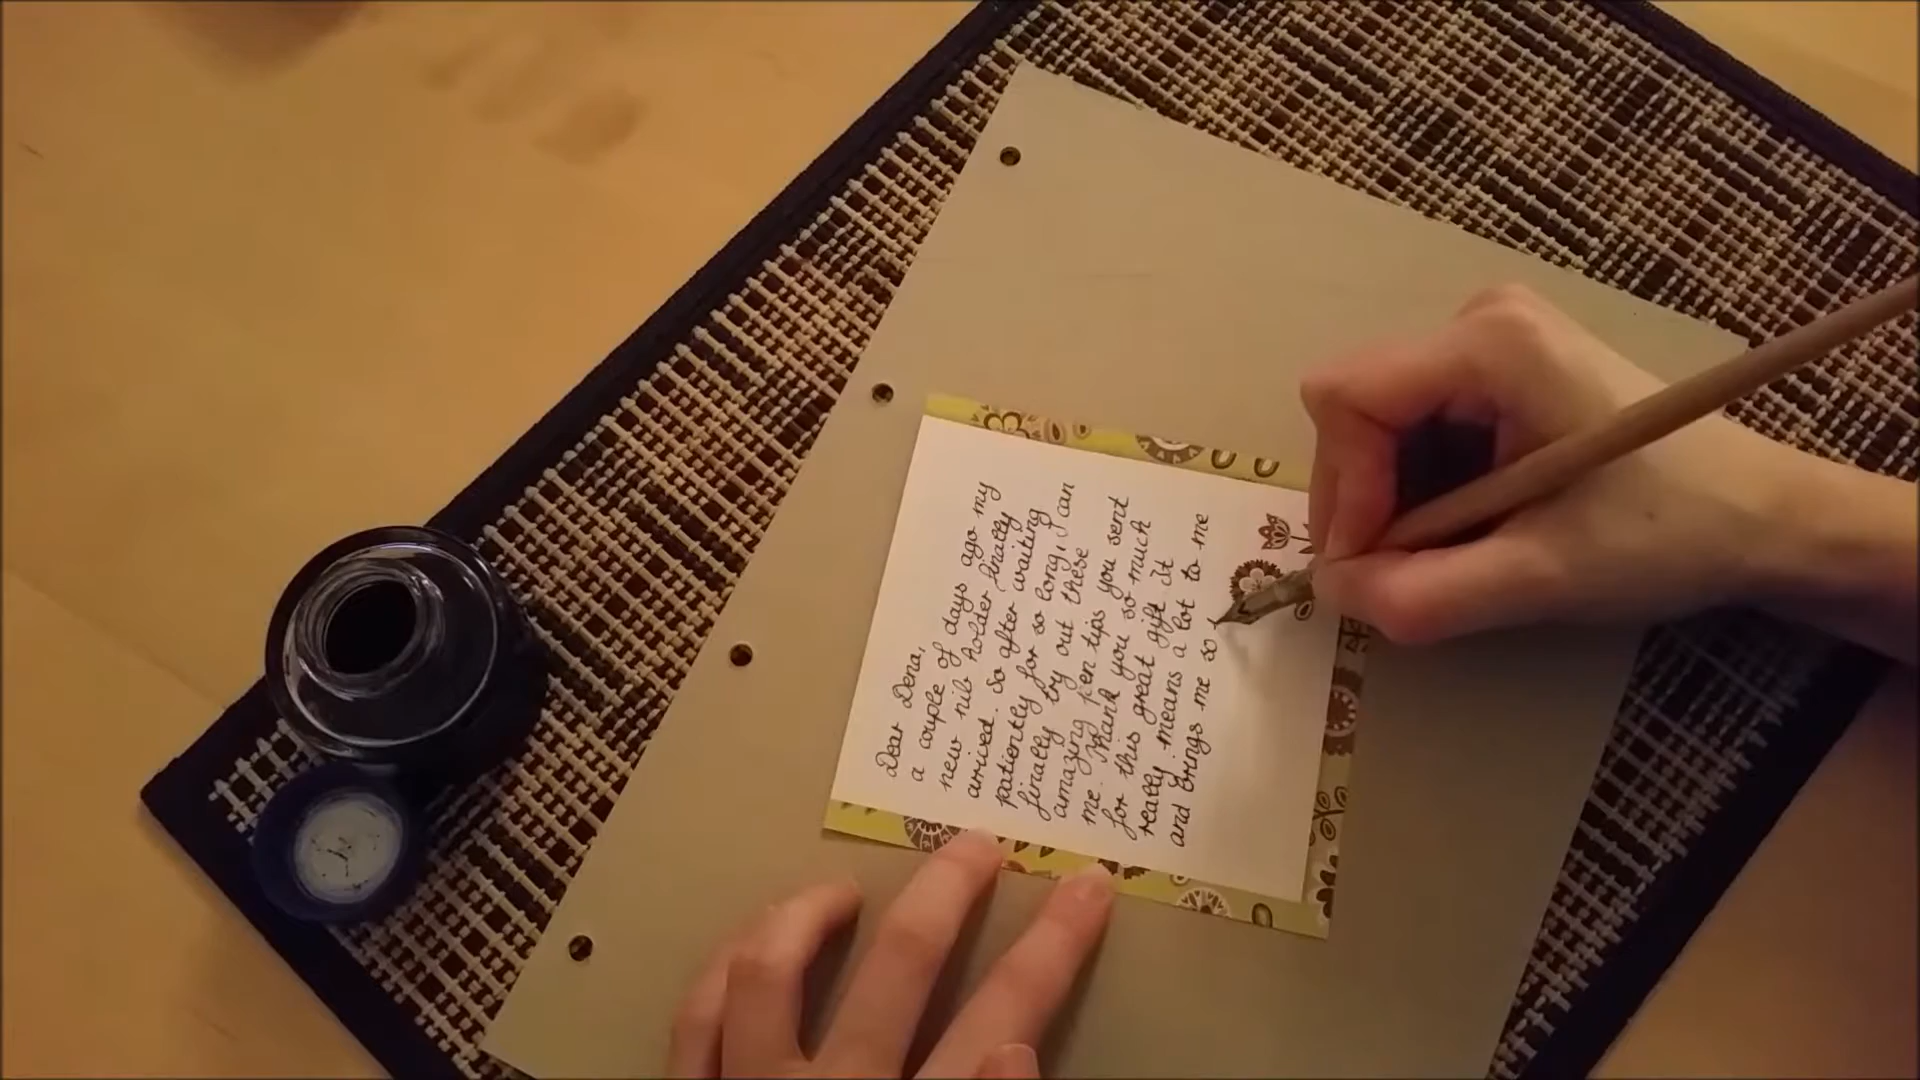 Dear Dena,
a couple of days ago my
new nib holder finally
arrived. So after waiting
patiently for so long, I can
finally try out these
amazing pen tips you sent
me. Thank you so much
for this great gift it
really means a lot to me
and brings me so